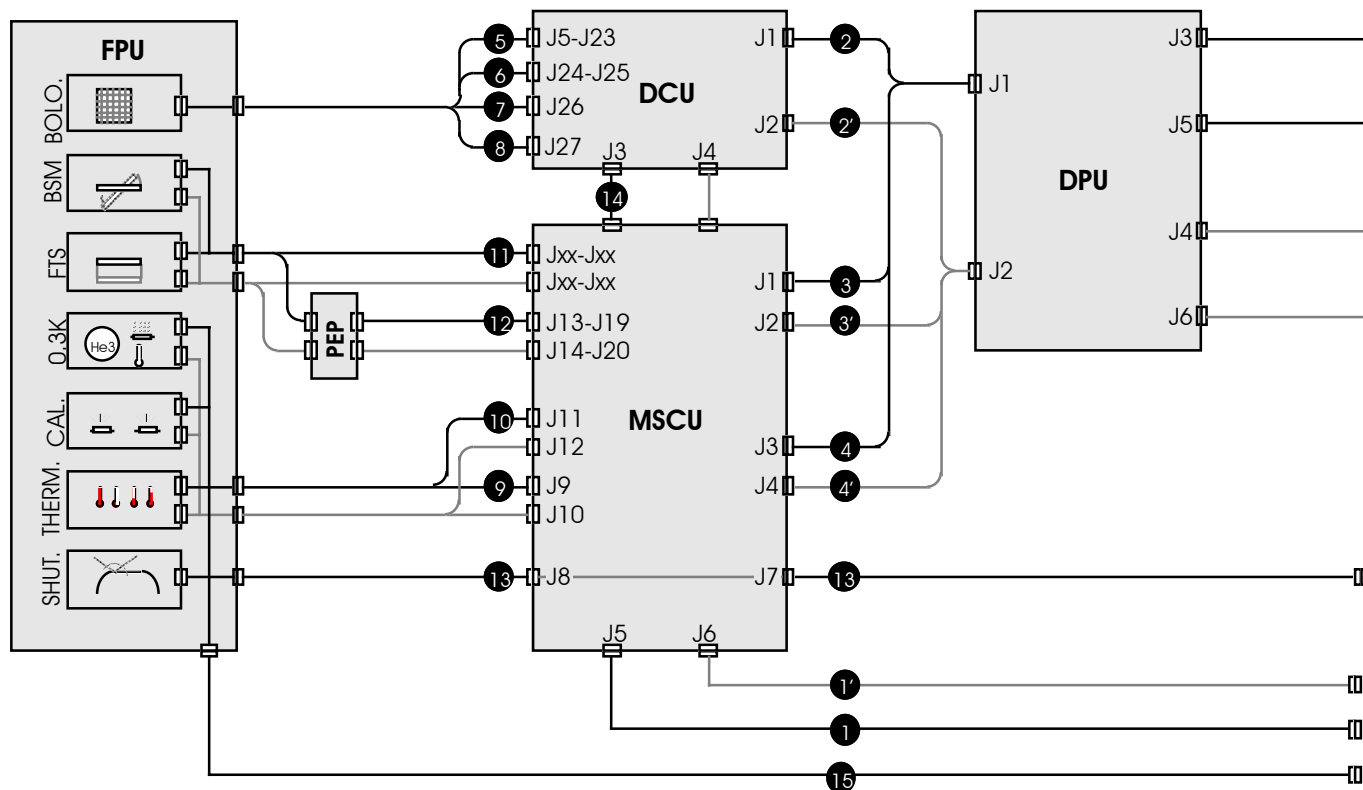 FPU
BOLO.
BSM
FTS
0,3K
He3
CAL.
THERM.
SHUT.
5
6
7
8
J5-J23
J24-J25
J26
J27
DCU
J1
J2
J3
J4
2
2'
14
11
12
10
9
13
PEP
Jxx-Jxx
Jxx-Jxx
J13-J19
J14-J20
J11
J12
J9
J10
J8
MSCU
J1
J2
J3
J4
J7
J5
J6
3
3'
4
4'
13
1'
1
15
J1
J2
DPU
J3
J5
J4
J6